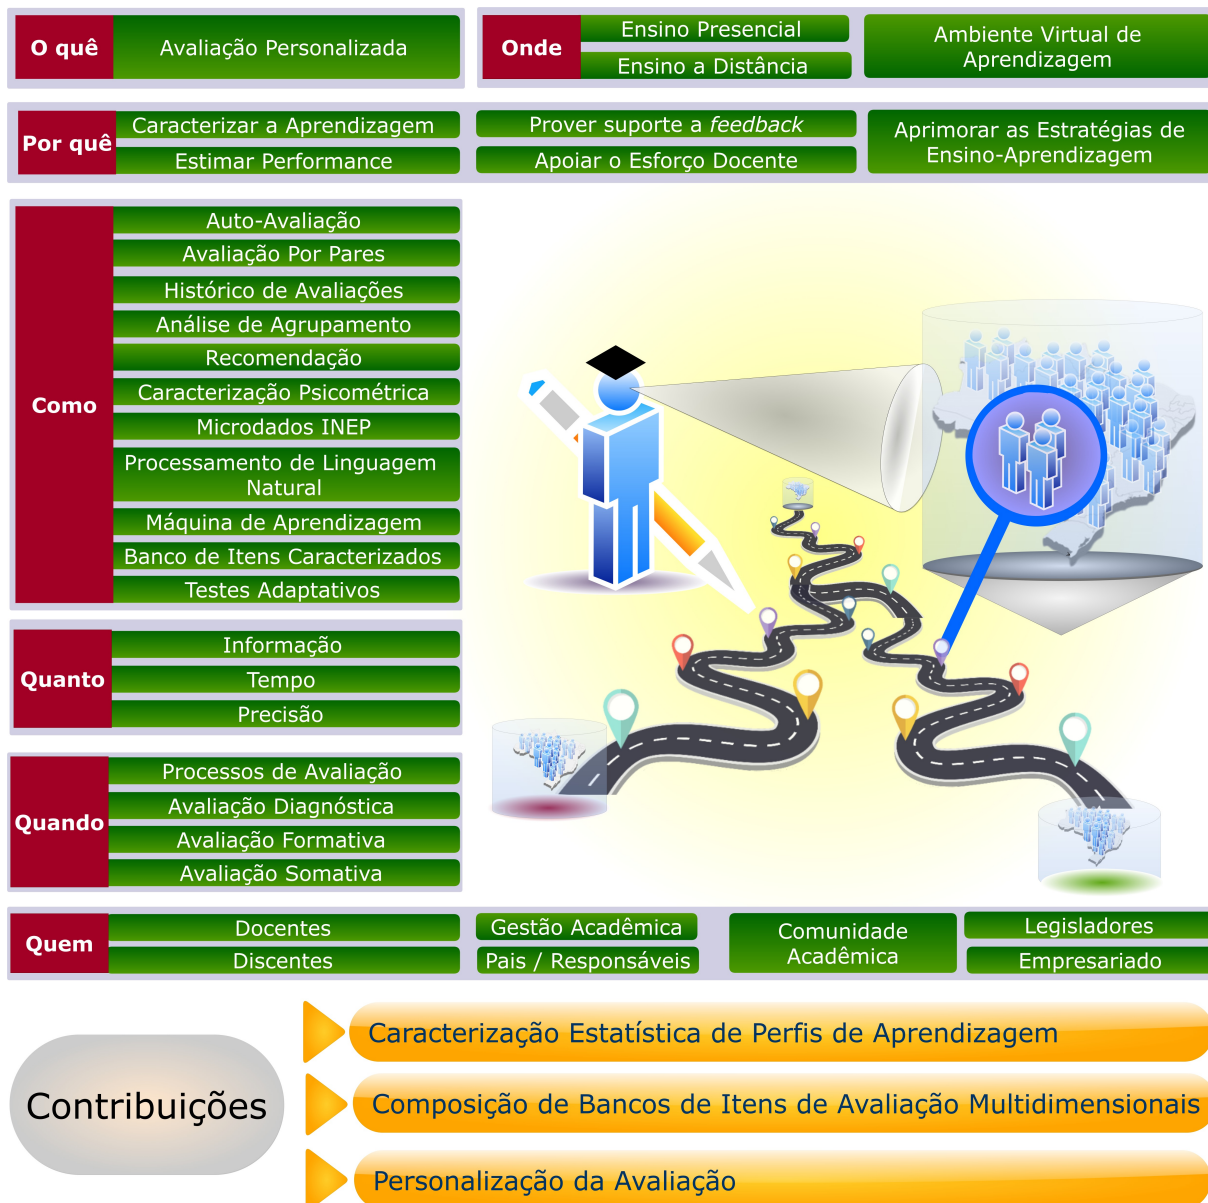 O quê
Avaliação Personalizada
Onde
Ensino Presencial
Ensino a Distância
Ambiente Virtual de
Aprendizagem
Por quê
Caracterizar a Aprendizagem
Estimar Performance
Prover suporte a feedback
Apoiar o Esforço Docente
Aprimorar as Estratégias de
Ensino-Aprendizagem
Como
Auto-Avaliação
Avaliação Por Pares
Histórico de Avaliações
Análise de Agrupamento
Recomendação
Caracterização Psicométrica
Microdados INEP
Processamento de Linguagem
Natural
Máquina de Aprendizagem
Banco de Itens Caracterizados
Testes Adaptativos
Quanto
Informação
Tempo
Precisão
Quando
Processos de Avaliação
Avaliação Diagnóstica
Avaliação Formativa
Avaliação Somativa
Quem
Docentes
Discentes
Gestão Acadêmica
Pais / Responsáveis
Comunidade
Acadêmica
Legisladores
Empresariado
Contribuições
Caracterização Estatística de Perfis de Aprendizagem
Composição de Bancos de Itens de Avaliação Multidimensionais
Personalização da Avaliação